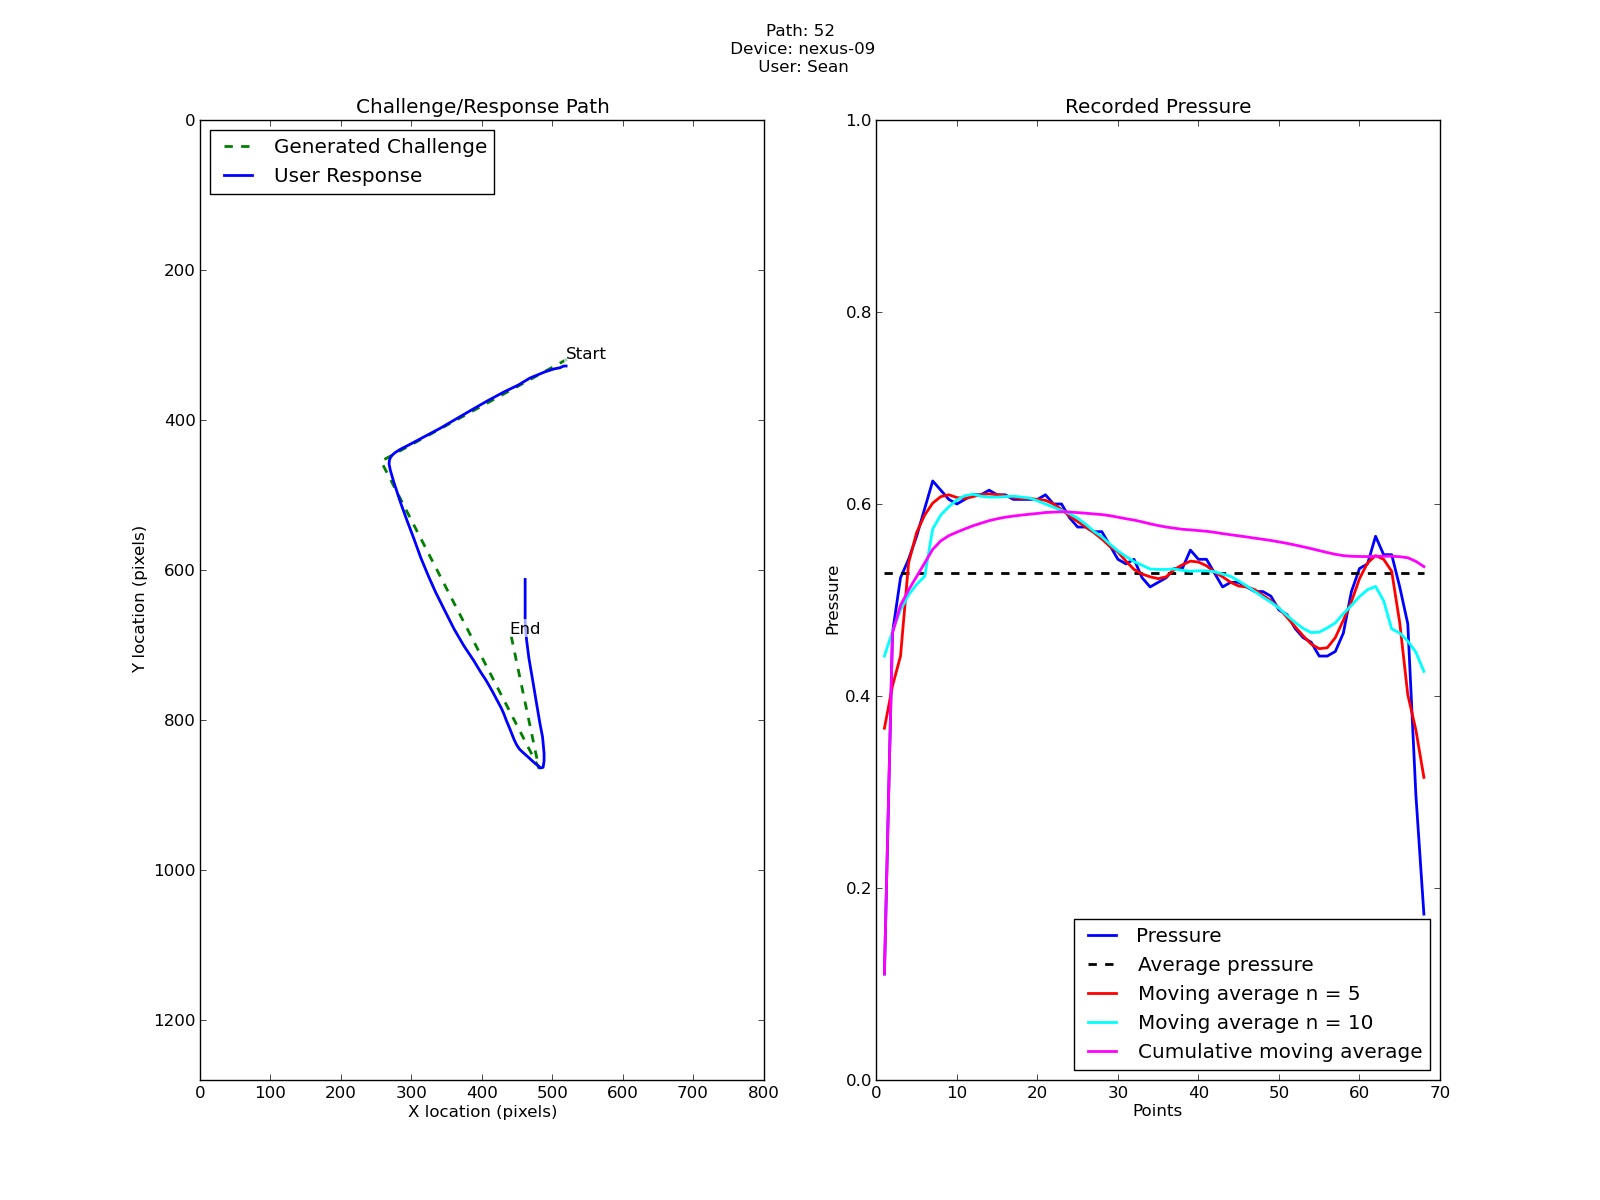 Path: 52
Device: nexus-09
User: Sean
Challenge/Response Path
Generated Challenge
User Response
Start
End
0
200
400
600
800
1000
1200
Y location (pixels)
0 100 200 300 400 500 600 700 800
X location (pixels)
Recorded Pressure
1.0
0.8
0.6
0.4
0.2
0.0
Pressure
Pressure
Average pressure
Moving average n = 5
Moving average n = 10
Cumulative moving average
0 10 20 30 40 50 60 70
Points